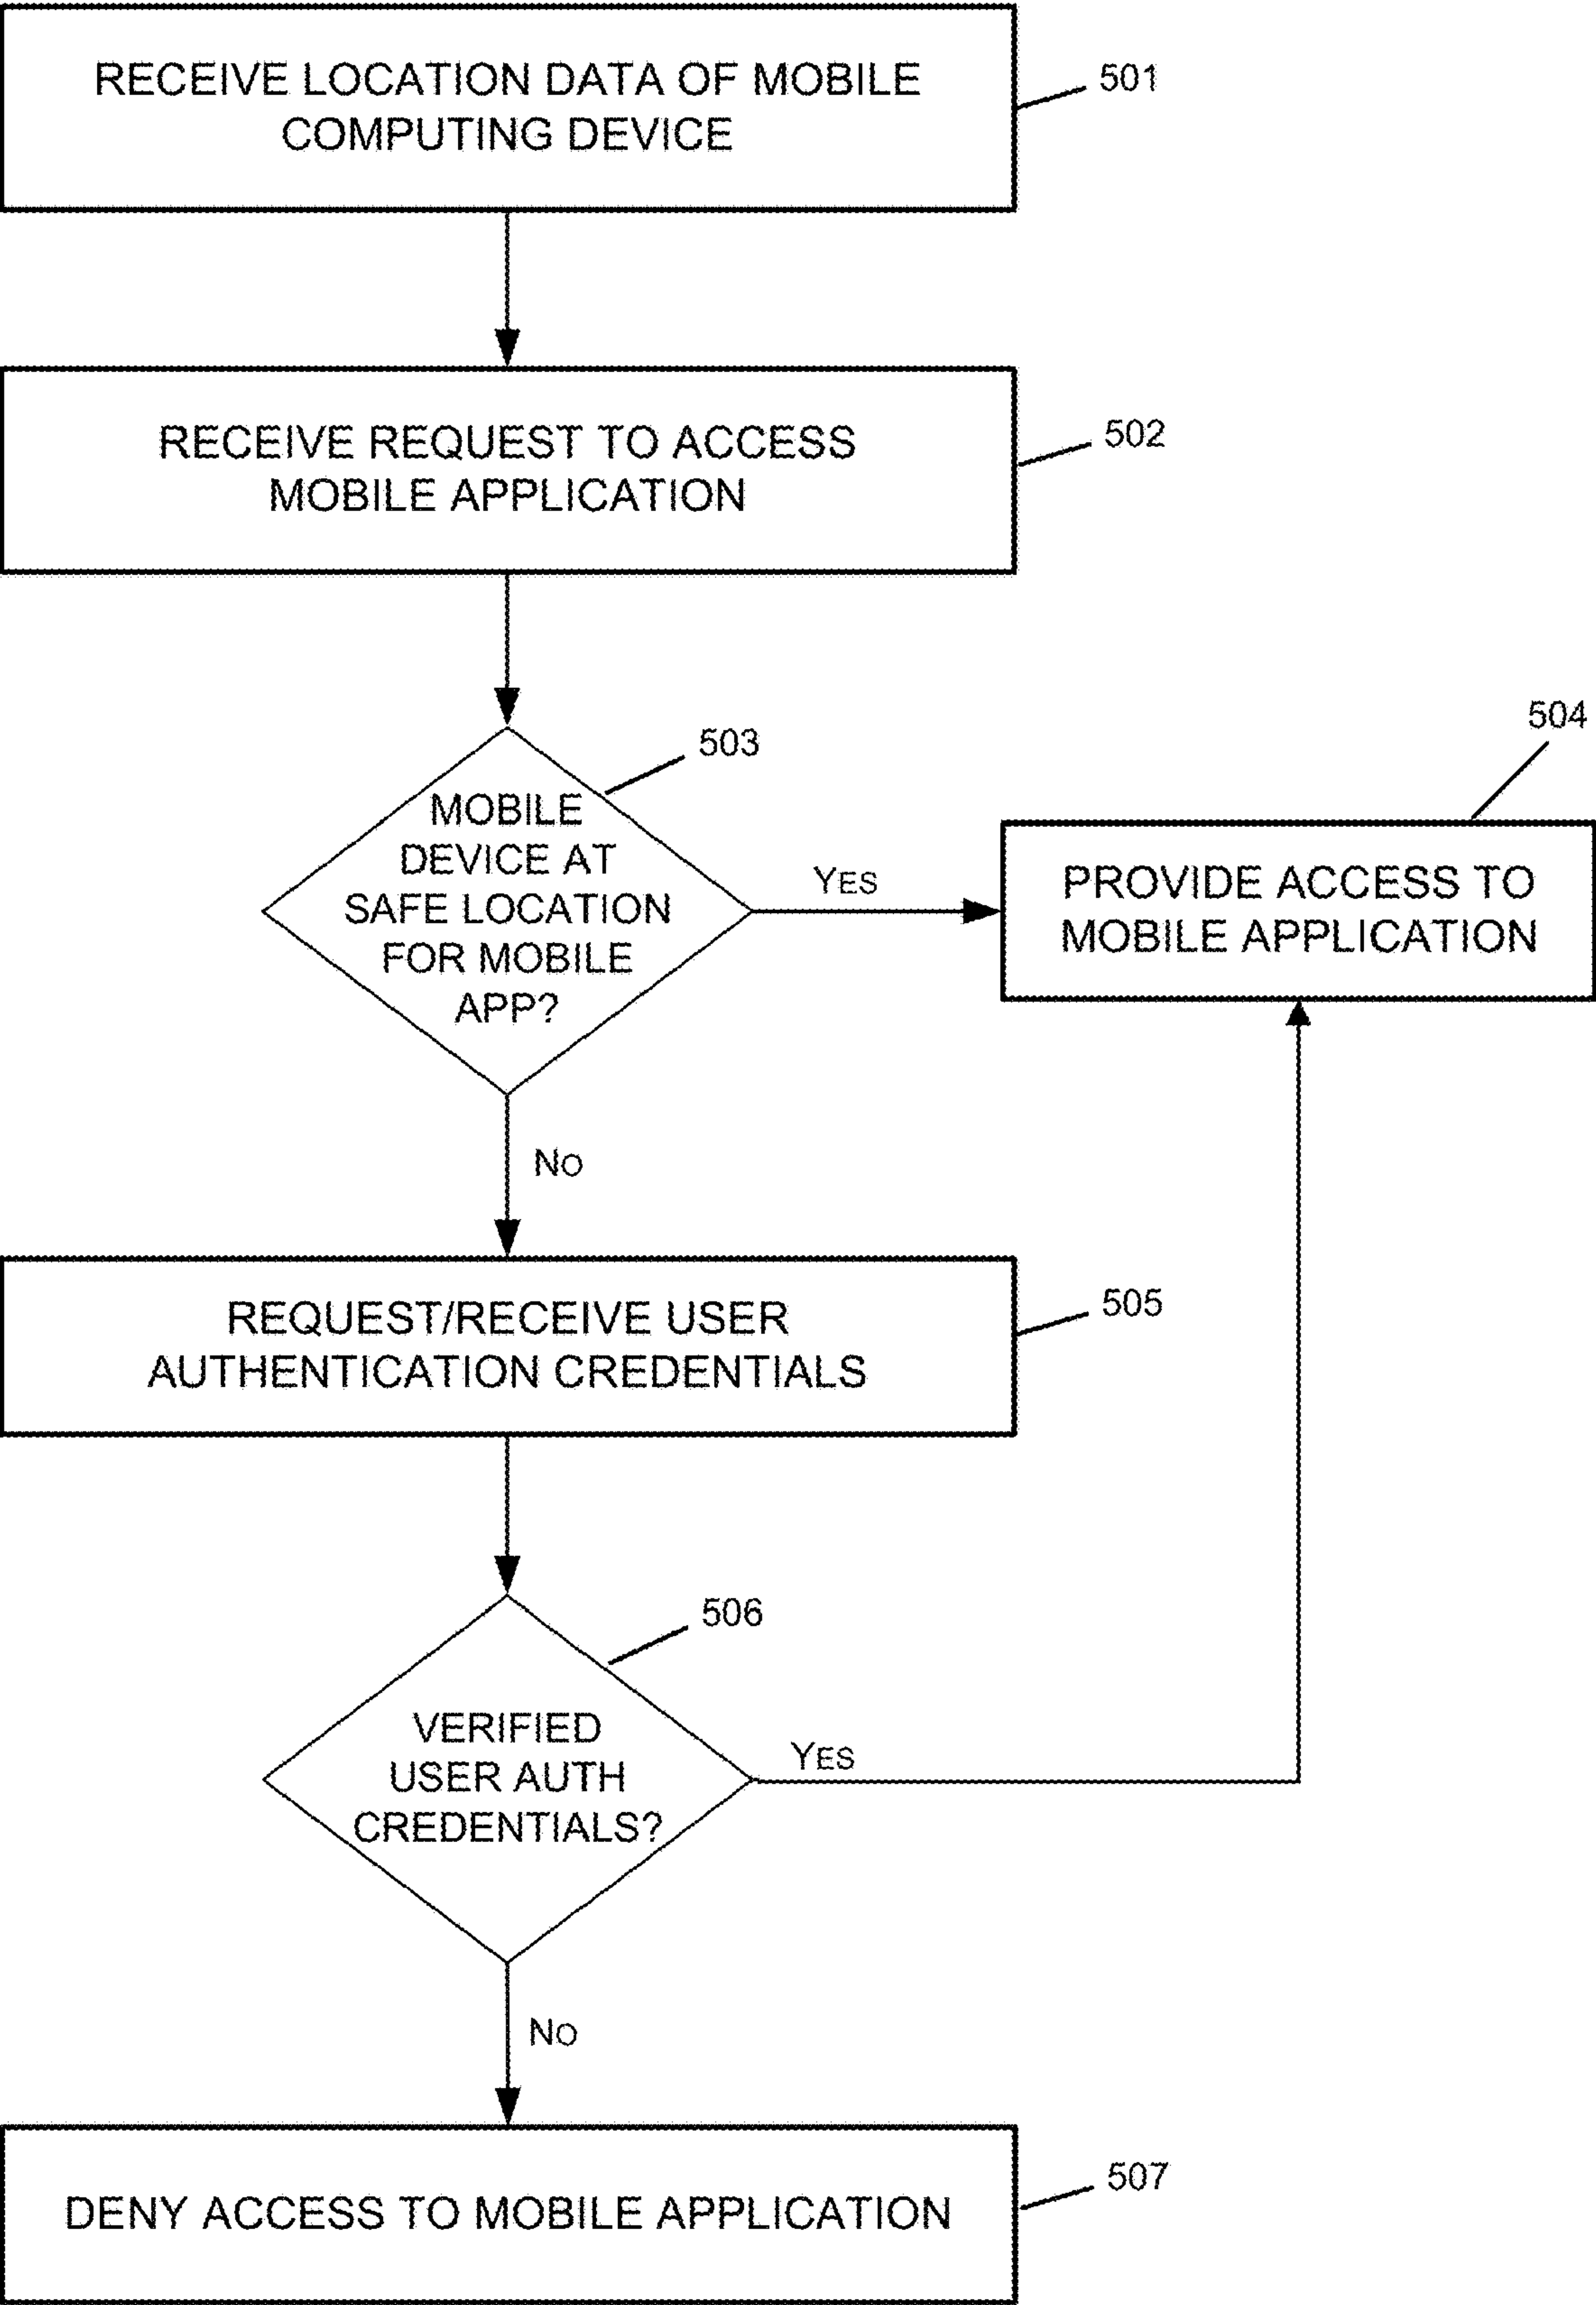 RECEIVE LOCATION DATA OF MOBILE
COMPUTING DEVICE
501
RECEIVE REQUEST TO ACCESS
MOBILE APPLICATION
502
503
MOBILE
DEVICE AT
SAFE LOCATION
FOR MOBILE
APP?
YES
504
PROVIDE ACCESS TO
MOBILE APPLICATION
NO
REQUEST/RECEIVE USER
AUTHENTICATION CREDENTIALS
505
506
VERIFIED
USER AUTH
CREDENTIALS?
YES
NO
DENY ACCESS TO MOBILE APPLICATION
507